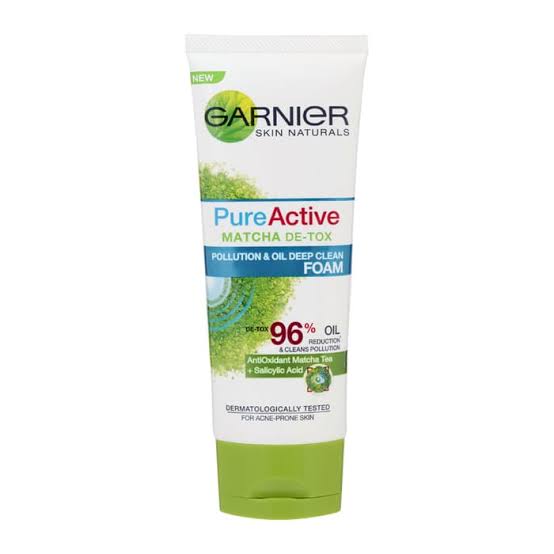 NEW
GARNIER
SKIN NATURALS
PureActive
MATCHA DE-TOX
POLLUTION & OIL DEEP CLEAN
FOAM
DE-TOX 96% OIL
REDUCTION
& CLEANS POLLUTION
AntiOxidant Matcha Tea
+ Salicylic Acid
DERMATOLOGICALLY TESTED
FOR ACNE-PRONE SKIN